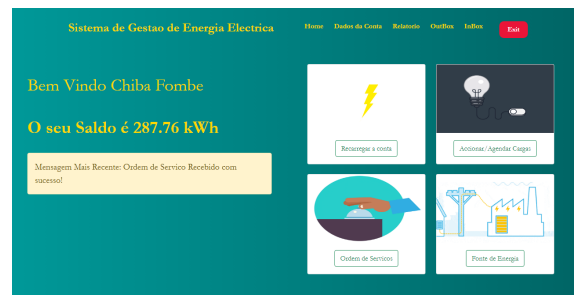 Sistema de Gestao de Energia Electrica
Home Dados da Conta Relatorio OutBox InBox Exit
Bem Vindo Chiba Fombe
O seu Saldo é 287.76 kWh
Mensagem Mais Recente: Ordem de Servico Recebido com
sucesso!
Recarregar a conta
Accionar/Agendar Cargas
Ordem de Servicos
Fonte de Energia